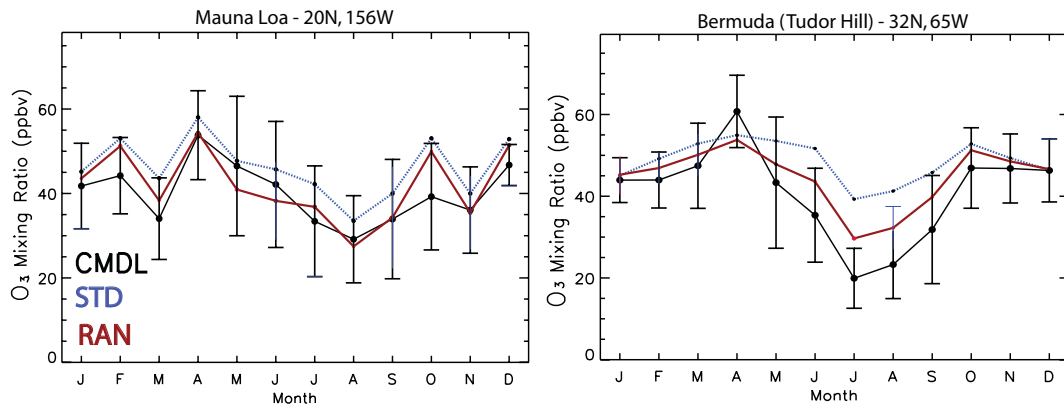 Mauna Loa - 20N, 156W
O₃ Mixing Ratio (ppbv)
60
40
20
0
CMDL
STD
RAN
J F M A M J J A S O N D
Month
Bermuda (Tudor Hill) - 32N, 65W
O₃ Mixing Ratio (ppbv)
60
40
20
0
J F M A M J J A S O N D
Month